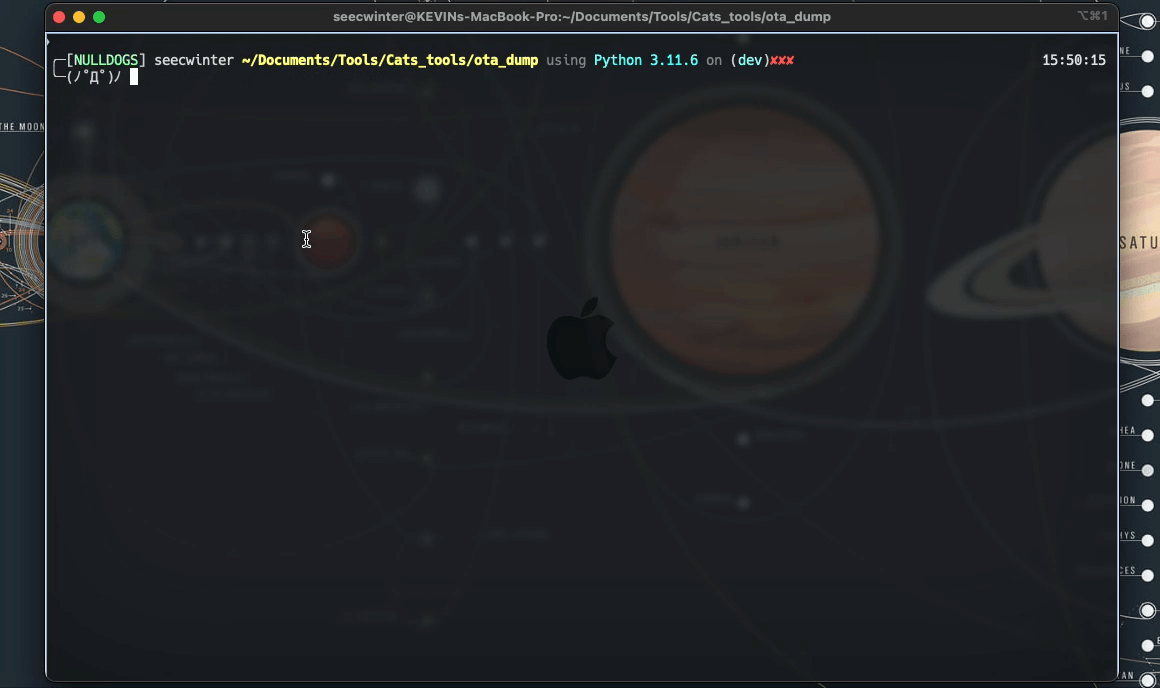 seecwinter@KEVINs-MacBook-Pro:~/Documents/Tools/Cats_tools/ota_dump
⌥⌘1
╭─[NULLDOGS] seecwinter ~/Documents/Tools/Cats_tools/ota_dump using Python 3.11.6 on (dev)✘✘✘ 15:50:15
╰─(ﾉ˚Д˚)ﾉ
THE MOON
NE
US
SATU
HEA
ONE
ION
HYS
CES
AN